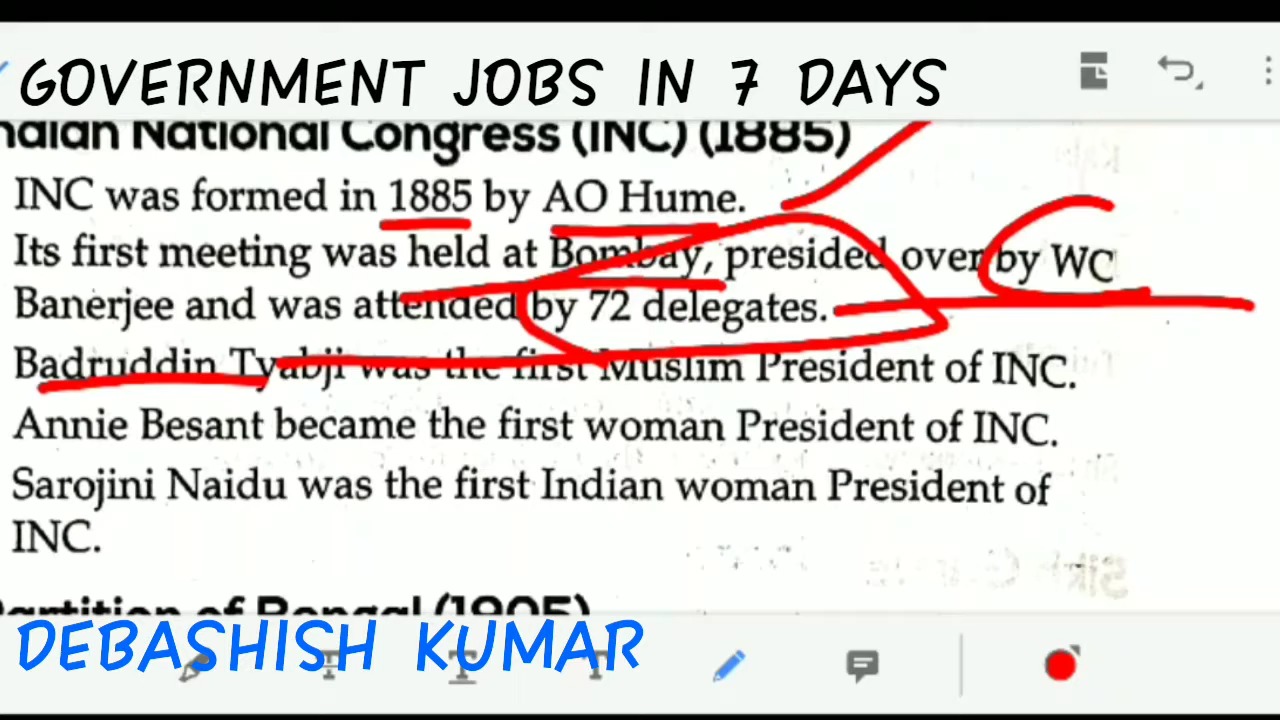 GOVERNMENT JOBS IN 7 DAYS
ndian National Congress (INC) (1885)
INC was formed in 1885 by AO Hume.
Its first meeting was held at Bombay, presided over by WC
Banerjee and was attended by 72 delegates.
Badruddin Tyabji was the first Muslim President of INC.
Annie Besant became the first woman President of INC.
Sarojini Naidu was the first Indian woman President of
INC.
Partition of Bengal (1905)
DEBASHISH KUMAR